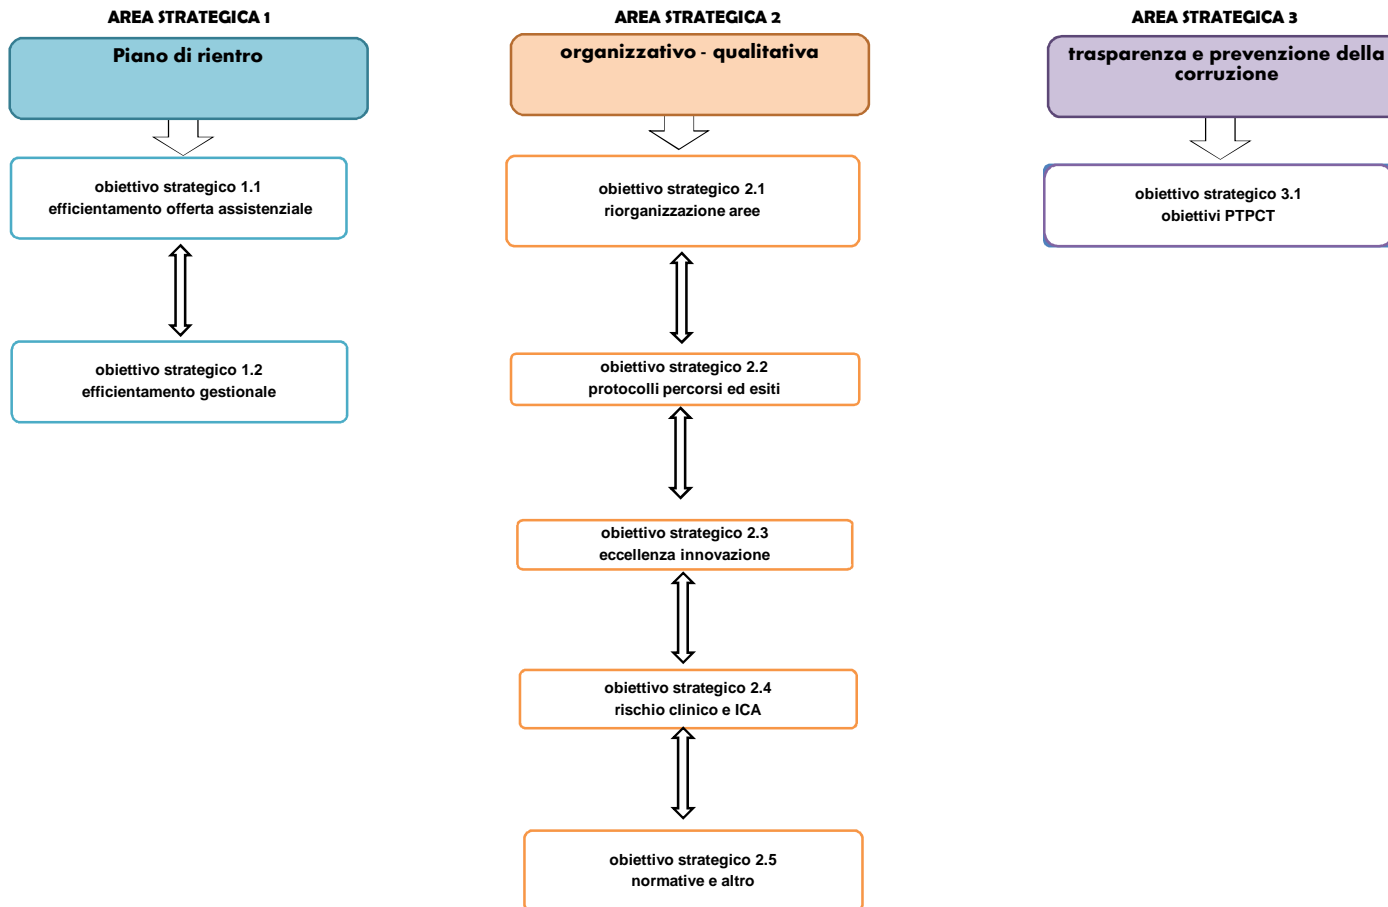 AREA STRATEGICA 1
Piano di rientro
obiettivo strategico 1.1
efficientamento offerta assistenziale
obiettivo strategico 1.2
efficientamento gestionale
AREA STRATEGICA 2
organizzativo - qualitativa
obiettivo strategico 2.1
riorganizzazione aree
obiettivo strategico 2.2
protocolli percorsi ed esiti
obiettivo strategico 2.3
eccellenza innovazione
obiettivo strategico 2.4
rischio clinico e ICA
obiettivo strategico 2.5
normative e altro
AREA STRATEGICA 3
trasparenza e prevenzione della
corruzione
obiettivo strategico 3.1
obiettivi PTPCT